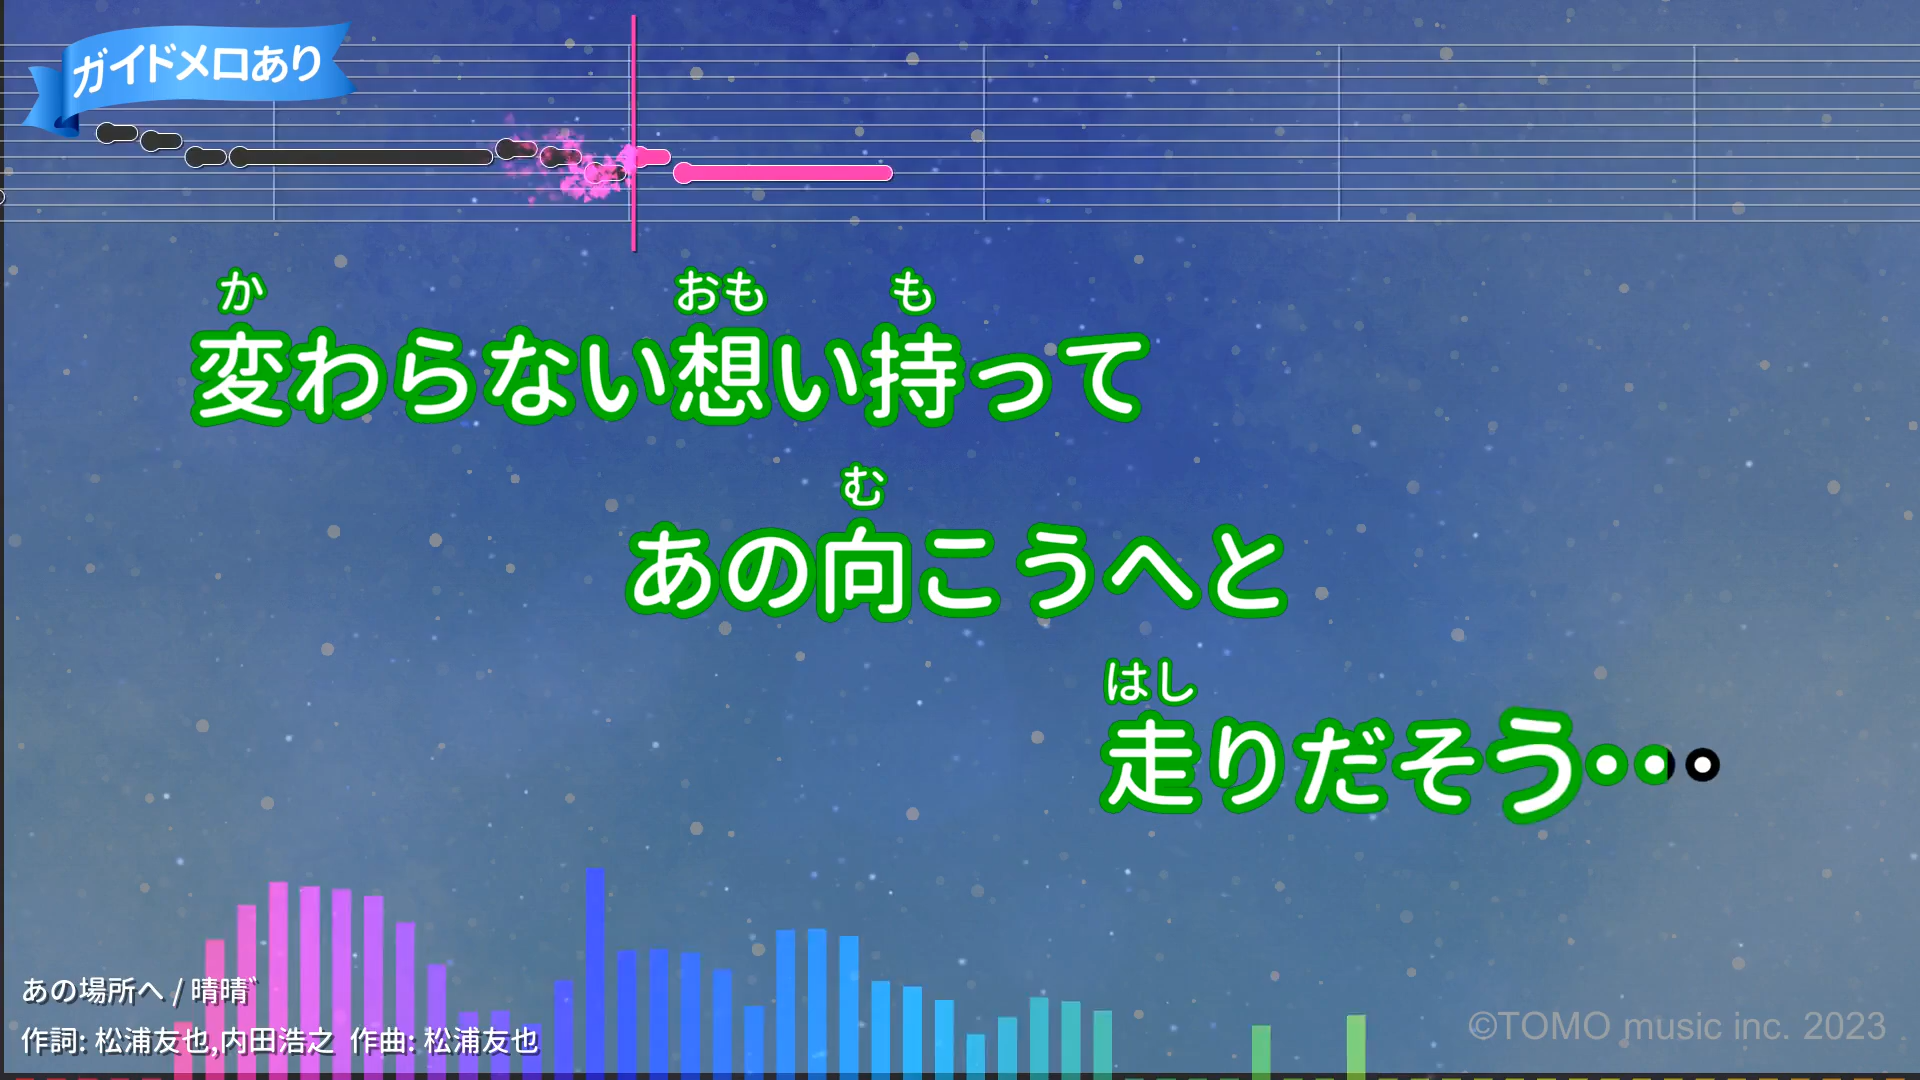 ガイドメロあり
か おも も
変わらない想い持って
む
あの向こうへと
はし
走りだそう・・・
あの場所へ / 晴晴゛
作詞: 松浦友也,内田浩之 作曲: 松浦友也
©TOMO music inc. 2023